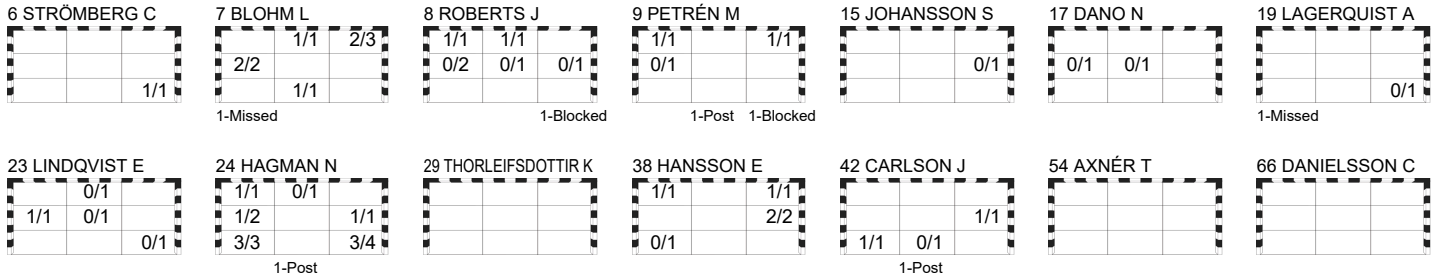 6 STRÖMBERG C 7 BLOHM L 8 ROBERTS J 9 PETRÉN M 15 JOHANSSON S 17 DANO N 19 LAGERQUIST A
1/1 2/3 1/1 1/1 1/1 1/1
2/2 0/2 0/1 0/1 0/1 0/1 0/1 0/1
1/1 1/1 0/1
1-Missed 1-Blocked 1-Post 1-Blocked 1-Missed
23 LINDQVIST E 24 HAGMAN N 29 THORLEIFSDOTTIR K 38 HANSSON E 42 CARLSON J 54 AXNÉR T 66 DANIELSSON C
0/1 1/1 0/1 1/1 1/1
1/1 0/1 1/2 1/1 2/2 1/1
0/1 3/3 3/4 0/1 1/1 0/1
1-Post 1-Post